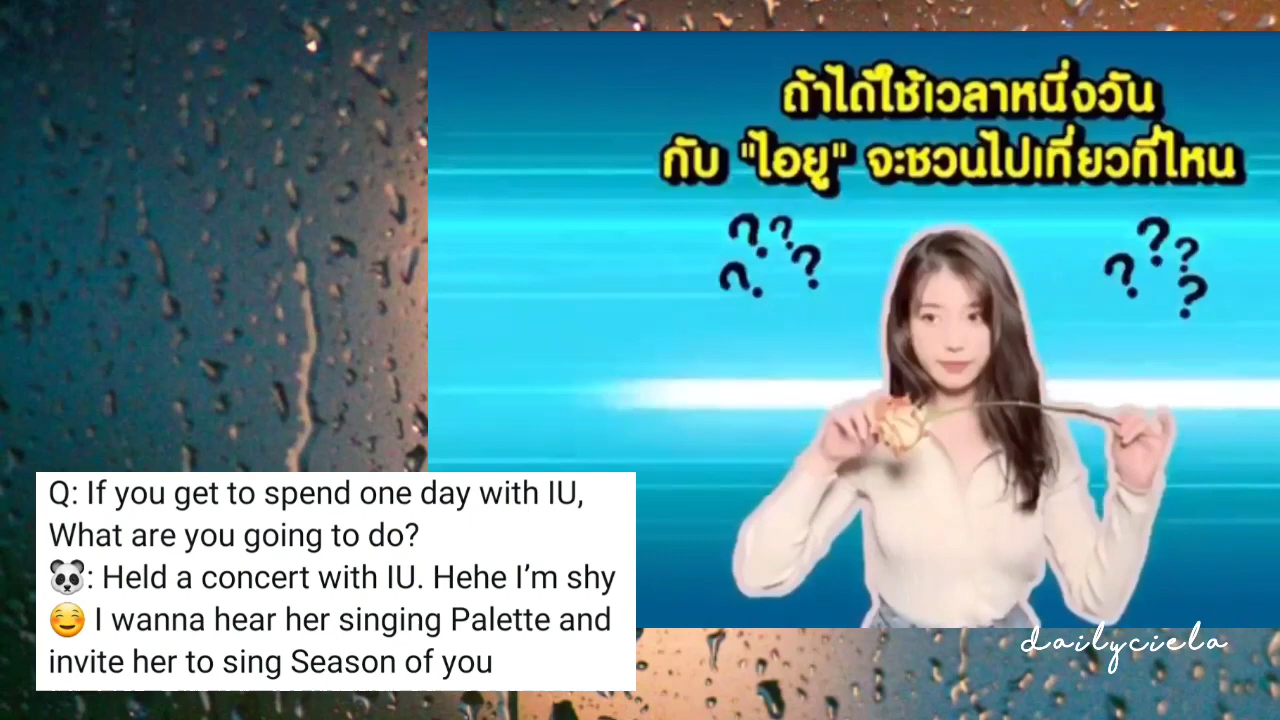 ถ้าได้ใช้เวลาหนึ่งวัน
กับ "ไอยู" จะชวนไปเที่ยวที่ไหน
? ? ? ? ? ? ? ?
Q: If you get to spend one day with IU,
What are you going to do?
🐼: Held a concert with IU. Hehe I’m shy
☺️ I wanna hear her singing Palette and
invite her to sing Season of you
dailyciela